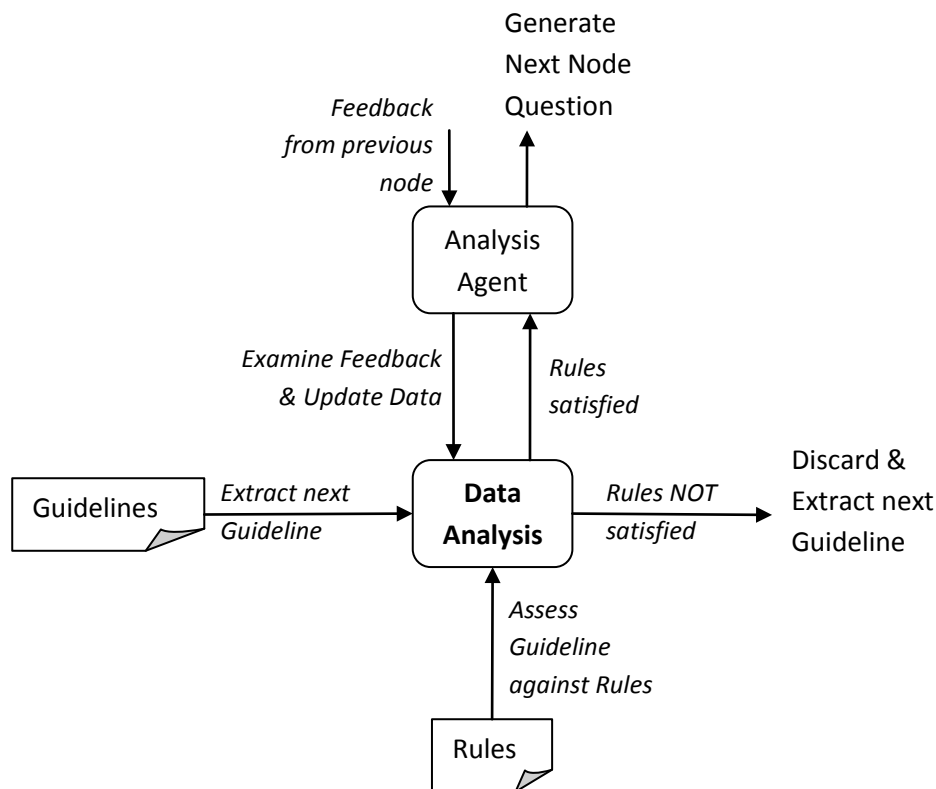 Generate
Next Node
Question
Feedback
from previous
node
Analysis
Agent
Examine Feedback
& Update Data
Rules
satisfied
Guidelines
Extract next
Guideline
Data
Analysis
Rules NOT
satisfied
Discard &
Extract next
Guideline
Assess
Guideline
against Rules
Rules